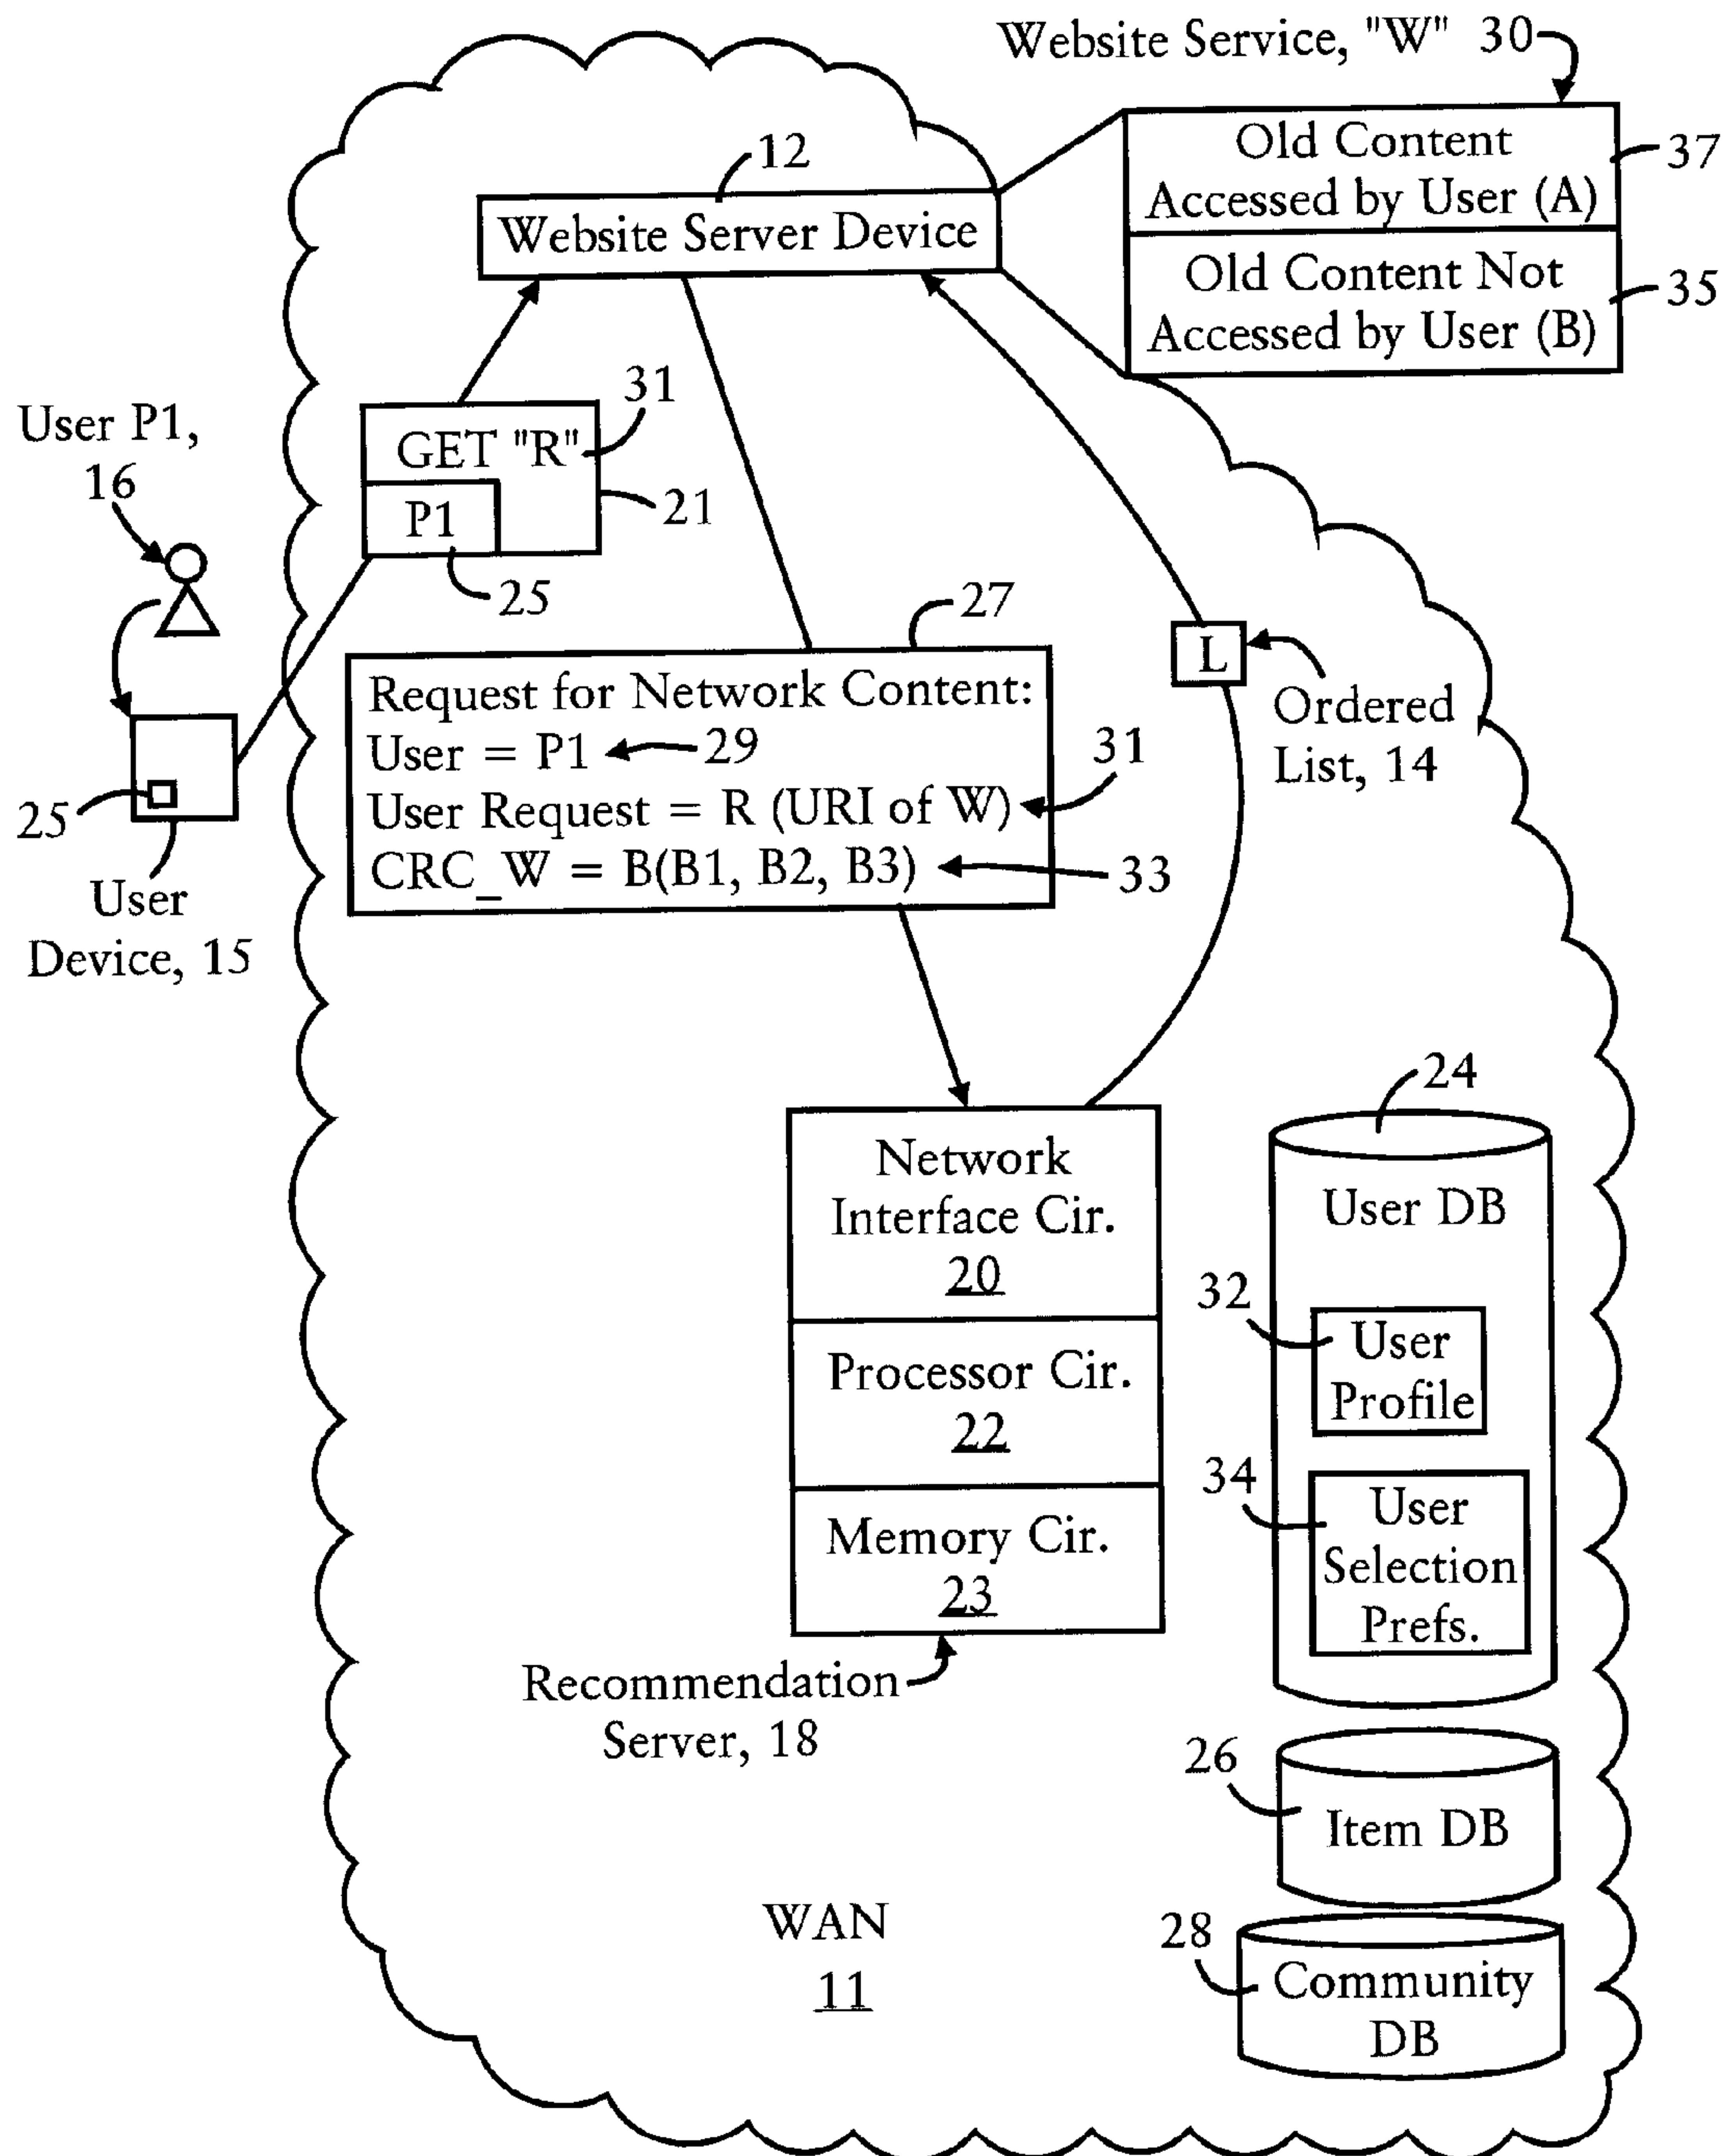 Website Service, "W" 30
Old Content
Accessed by User (A)
37
Old Content Not
Accessed by User (B)
35
12
Website Server Device
31
GET "R"
21
P1
25
User P1,
16
25
User
Device, 15
27
Request for Network Content:
User = P1
29
User Request = R (URI of W)
31
CRC_W = B(B1, B2, B3)
33
L
Ordered
List, 14
Network
Interface Cir.
20
Processor Cir.
22
Memory Cir.
23
Recommendation
Server, 18
24
User DB
32
User
Profile
34
User
Selection
Prefs.
26
Item DB
28
Community
DB
WAN
11